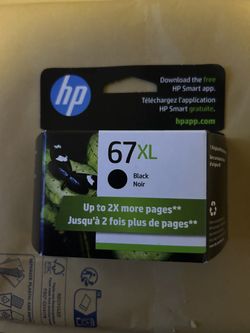 Download the free
HP Smart app.
Téléchargez l'application
HP Smart gratuite.
hpapp.com
hp
67XL
Black
Noir
Up to 2X more pages**
Jusqu'à 2 fois plus de pages**